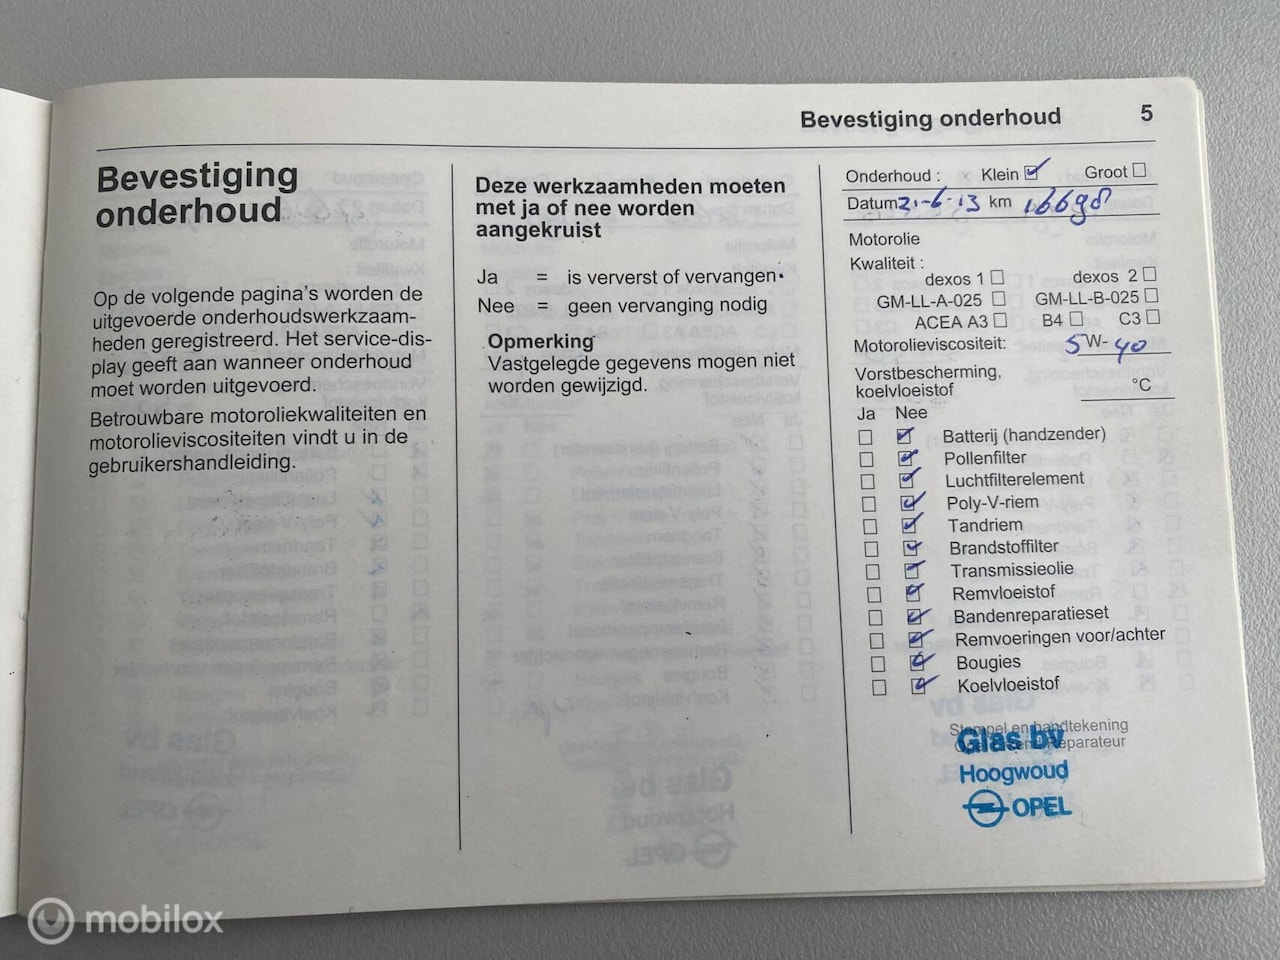 Bevestiging onderhoud 5
Bevestiging
onderhoud
Op de volgende pagina's worden de
uitgevoerde onderhoudswerkzaam-
heden geregistreerd. Het service-dis-
play geeft aan wanneer onderhoud
moet worden uitgevoerd.
Betrouwbare motoroliekwaliteiten en
motorolieviscositeiten vindt u in de
gebruikershandleiding.
Deze werkzaamheden moeten
met ja of nee worden
aangekruist
Ja = is ververst of vervangen.
Nee = geen vervanging nodig
Opmerking
Vastgelegde gegevens mogen niet
worden gewijzigd.
Onderhoud : Klein Groot
Datum 21-6-13 km 16698
Motorolie
Kwaliteit :
dexos 1 dexos 2
GM-LL-A-025 GM-LL-B-025
ACEA A3 B4 C3
Motorolieviscositeit: 5W-40
Vorstbescherming,
koelvloeistof °C
Ja Nee
Batterij (handzender)
Pollenfilter
Luchtfilterelement
Poly-V-riem
Tandriem
Brandstoffilter
Transmissieolie
Remvloeistof
Bandenreparatieset
Remvoeringen voor/achter
Bougies
Koelvloeistof
Stempel en handtekening
Reparateur
Glas bv
Hoogwoud
OPEL
mobilox